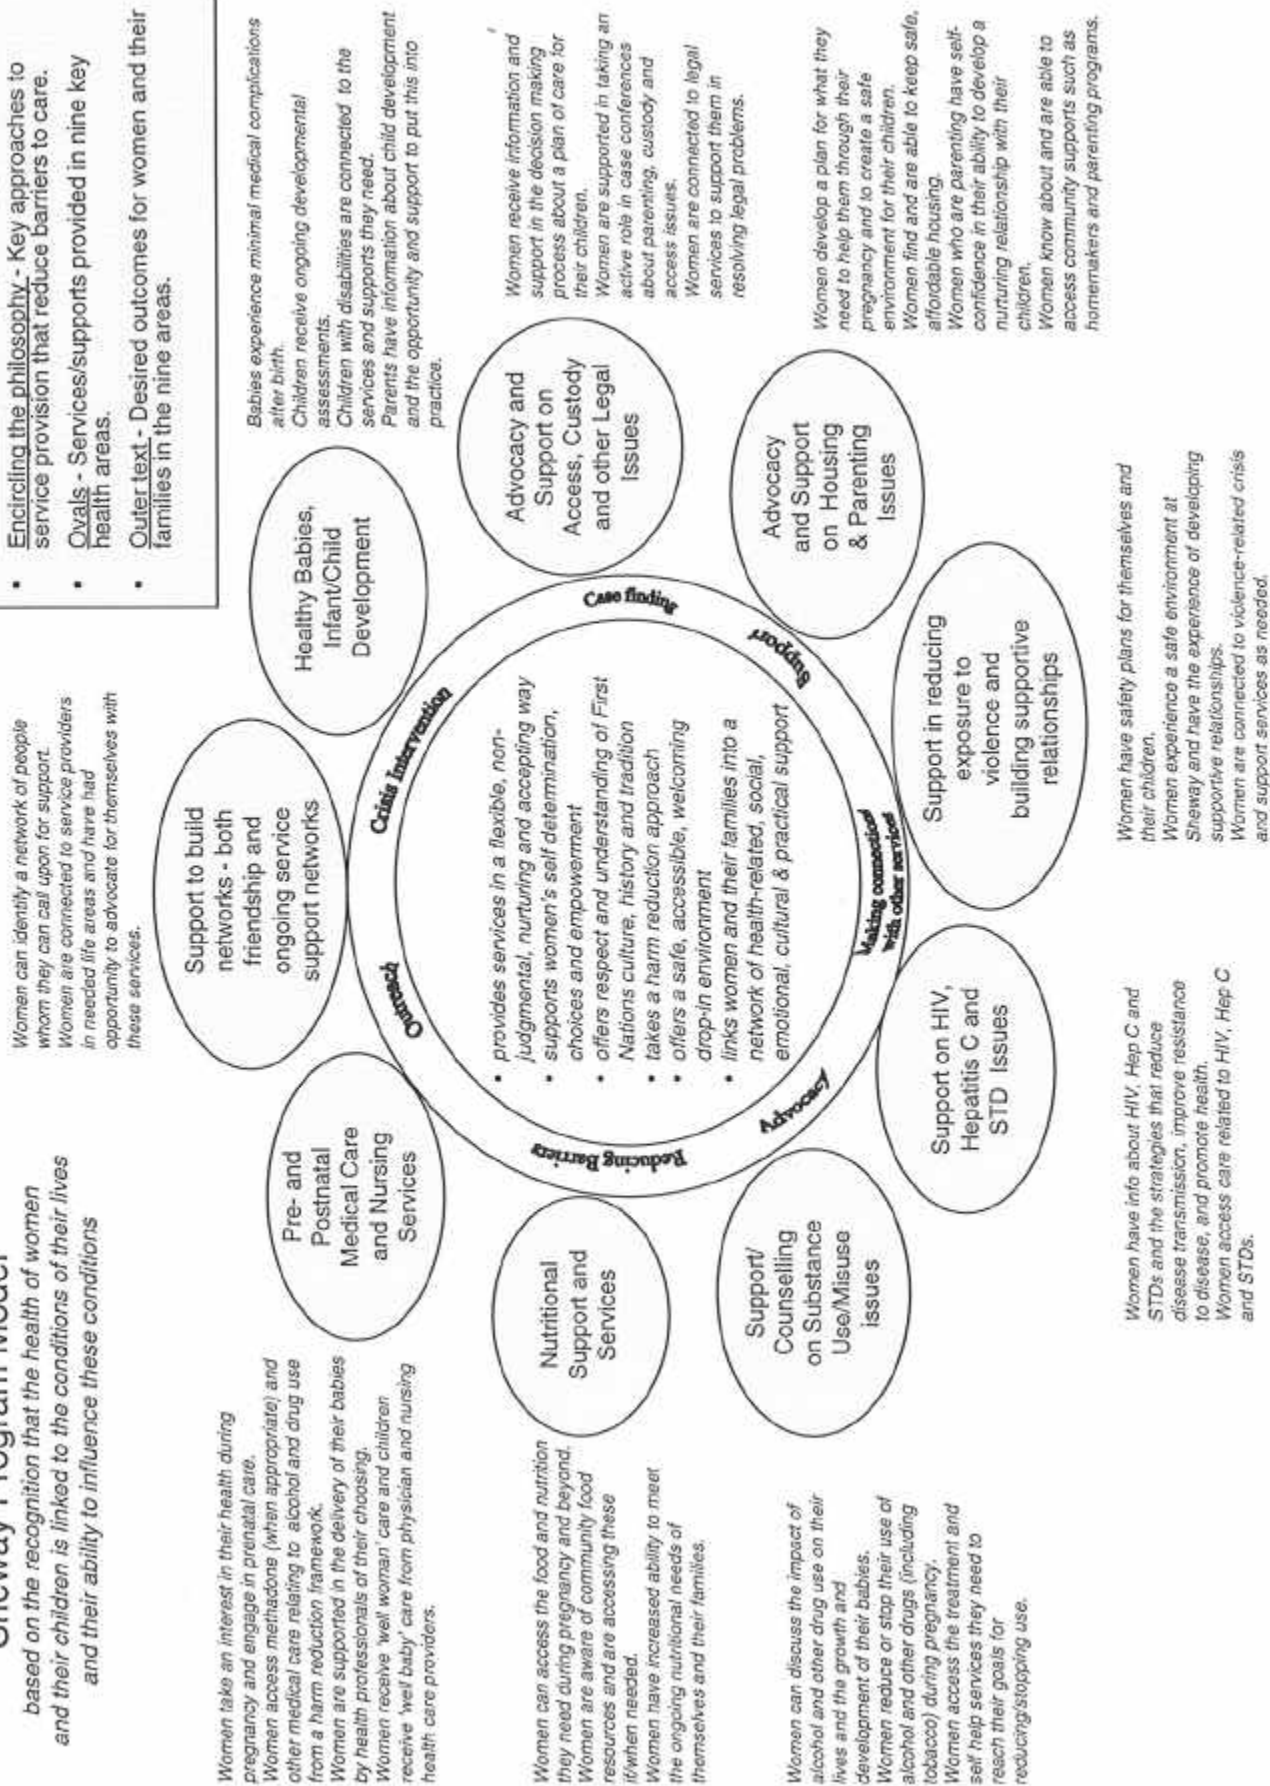 Sheway Program Model
based on the recognition that the health of women
and their children is linked to the conditions of their lives
and their ability to influence these conditions
• Encircling the philosophy - Key approaches to
service provision that reduce barriers to care.
• Ovals - Services/supports provided in nine key
health areas.
• Outer text - Desired outcomes for women and their
families in the nine areas.
Women can identify a network of people
whom they can call upon for support.
Women are connected to service providers
in needed life areas and have had
opportunity to advocate for themselves with
these services.
Support to build
networks - both
friendship and
ongoing service
support networks
Babies experience minimal medical complications
after birth.
Children receive ongoing developmental
assessments.
Children with disabilities are connected to the
services and supports they need.
Parents have information about child development
and the opportunity and support to put this into
practice.
Healthy Babies,
Infant/Child
Development
Women receive information and
support in the decision making
process about a plan of care for
their children.
Women are supported in taking an
active role in case conferences
about parenting, custody and
access issues.
Women are connected to legal
services to support them in
resolving legal problems.
Advocacy and
Support on
Access, Custody
and other Legal
Issues
Women develop a plan for what they
need to help them through their
pregnancy and to create a safe
environment for their children.
Women find and are able to keep safe,
affordable housing.
Women who are parenting have self-
confidence in their ability to develop a
nurturing relationship with their
children.
Women know about and are able to
access community supports such as
homemakers and parenting programs.
Advocacy
and Support
on Housing
& Parenting
Issues
Women have safety plans for themselves and
their children.
Women experience a safe environment at
Sheway and have the experience of developing
supportive relationships.
Women are connected to violence-related crisis
and support services as needed.
Support in reducing
exposure to
violence and
building supportive
relationships
Women have info about HIV, Hep C and
STDs and the strategies that reduce
disease transmission, improve resistance
to disease, and promote health.
Women access care related to HIV, Hep C
and STDs.
Support on HIV,
Hepatitis C and
STD Issues
Women can discuss the impact of
alcohol and other drug use on their
lives and the growth and
development of their babies.
Women reduce or stop their use of
alcohol and other drugs (including
tobacco) during pregnancy.
Women access the treatment and
self help services they need to
reach their goals for
reducing/stopping use.
Support/
Counselling
on Substance
Use/Misuse
issues
Women can access the food and nutrition
they need during pregnancy and beyond.
Women are aware of community food
resources and are accessing these
if/when needed.
Women have increased ability to meet
the ongoing nutritional needs of
themselves and their families.
Nutritional
Support and
Services
Women take an interest in their health during
pregnancy and engage in prenatal care.
Women access methadone (when appropriate) and
other medical care relating to alcohol and drug use
from a harm reduction framework.
Women are supported in the delivery of their babies
by health professionals of their choosing.
Women receive 'well woman' care and children
receive 'well baby' care from physician and nursing
health care providers.
Pre- and
Postnatal
Medical Care
and Nursing
Services
Outreach
Crisis Intervention
Case finding
Support
Making connections
with other services
Advocacy
Reducing Barriers
• provides services in a flexible, non-
judgmental, nurturing and accepting way
• supports women's self determination,
choices and empowerment
• offers respect and understanding of First
Nations culture, history and tradition
• takes a harm reduction approach
• offers a safe, accessible, welcoming
drop-in environment
• links women and their families into a
network of health-related, social,
emotional, cultural & practical support